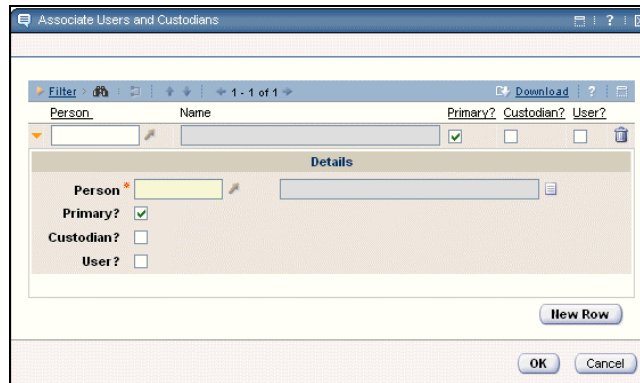 Associate Users and Custodians ?
Filter 1 - 1 of 1 Download ?
Person Name Primary? Custodian? User?
Details
Person *
Primary?
Custodian?
User?
New Row
OK Cancel